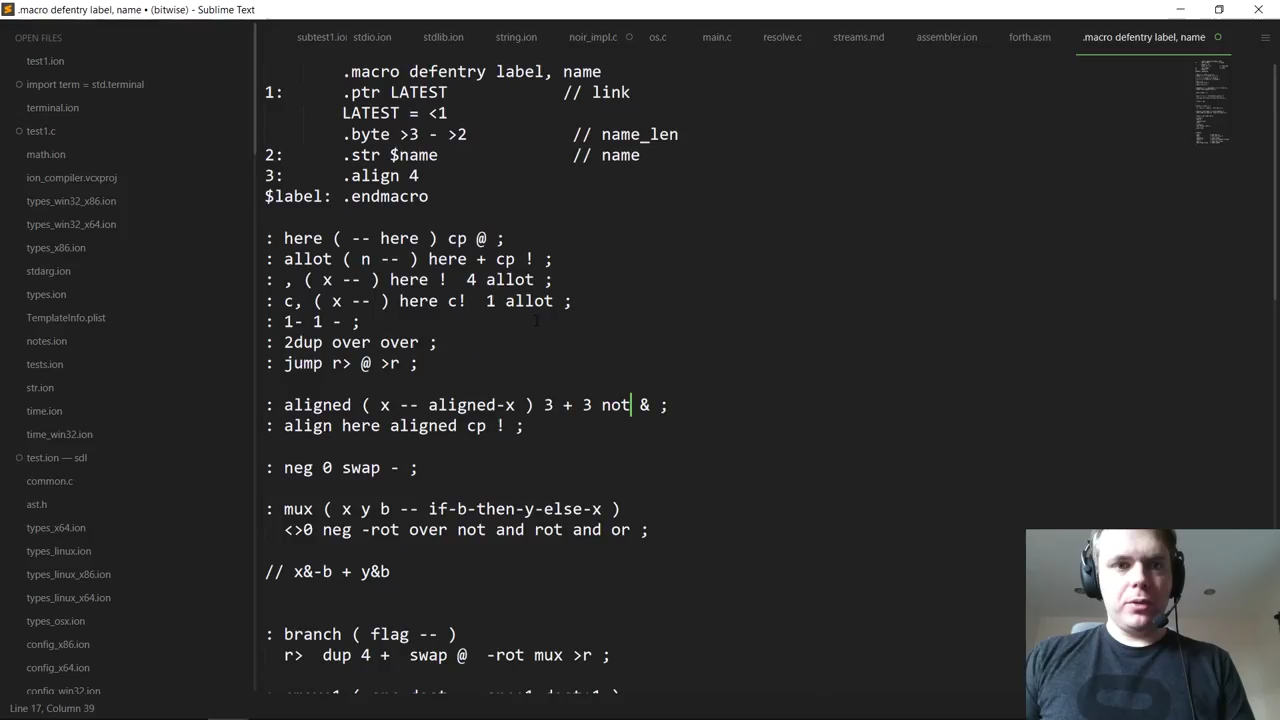 .macro defentry label, name • (bitwise) - Sublime Text
OPEN FILES
subtest1.ion
stdio.ion
stdlib.ion
string.ion
noir_impl.c
os.c
main.c
resolve.c
streams.md
assembler.ion
forth.asm
.macro defentry label, name
test1.ion
import term = std.terminal
terminal.ion
test1.c
math.ion
ion_compiler.vcxproj
types_win32_x86.ion
types_win32_x64.ion
types_x86.ion
stdarg.ion
types.ion
TemplateInfo.plist
notes.ion
tests.ion
str.ion
time.ion
time_win32.ion
test.ion — sdl
common.c
ast.h
types_x64.ion
types_linux.ion
types_linux_x86.ion
types_linux_x64.ion
types_osx.ion
config_x86.ion
config_x64.ion
config_win32.ion
.macro defentry label, name
1: .ptr LATEST // link
LATEST = <1
.byte >3 - >2 // name_len
2: .str $name // name
3: .align 4
$label: .endmacro
: here ( -- here ) cp @ ;
: allot ( n -- ) here + cp ! ;
: , ( x -- ) here ! 4 allot ;
: c, ( x -- ) here c! 1 allot ;
: 1- 1 - ;
: 2dup over over ;
: jump r> @ >r ;
: aligned ( x -- aligned-x ) 3 + 3 not & ;
: align here aligned cp ! ;
: neg 0 swap - ;
: mux ( x y b -- if-b-then-y-else-x )
<>0 neg -rot over not and rot and or ;
// x&-b + y&b
: branch ( flag -- )
r> dup 4 + swap @ -rot mux >r ;
Line 17, Column 39